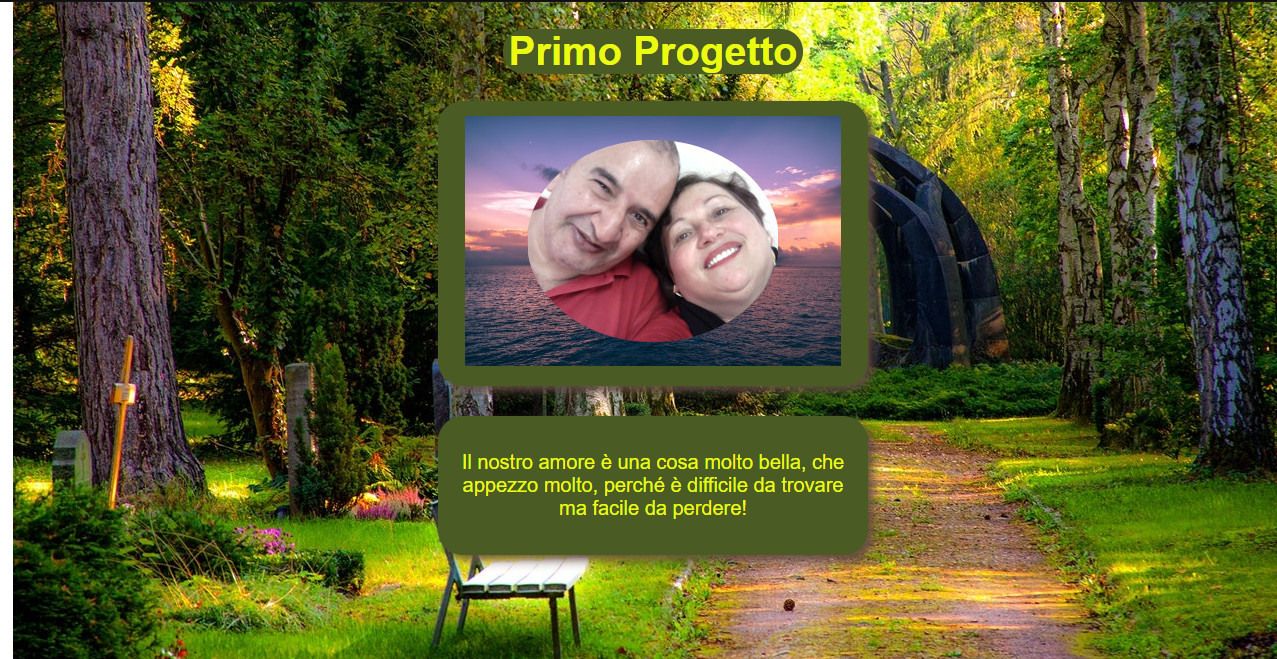 Primo Progetto
Il nostro amore è una cosa molto bella, che
appezzo molto, perché è difficile da trovare
ma facile da perdere!